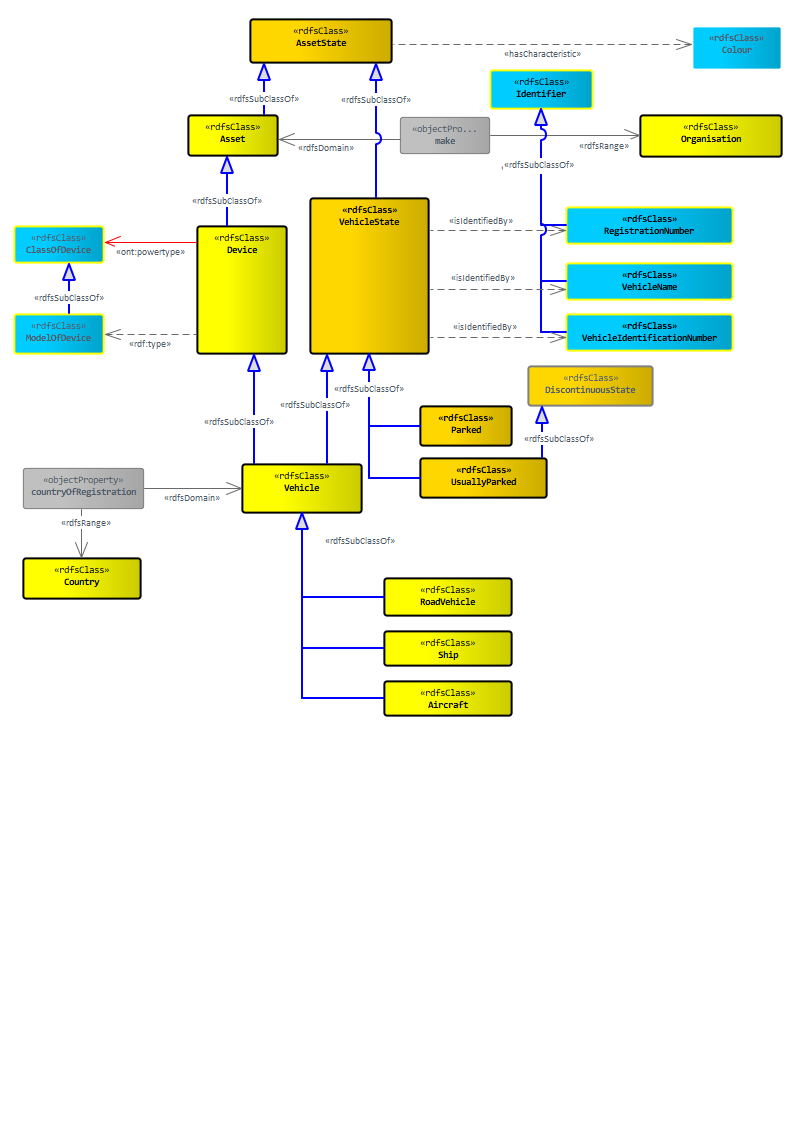 «rdfsClass»
AssetState
«hasCharacteristic»
«rdfsClass»
Colour
«rdfsClass»
Identifier
«rdfsSubClassOf»
«rdfsSubClassOf»
«rdfsClass»
Asset
«rdfsDomain»
«objectPro...
make
«rdfsRange»
«rdfsClass»
Organisation
«rdfsSubClassOf»
«rdfsSubClassOf»
«rdfsClass»
VehicleState
«isIdentifiedBy»
«rdfsClass»
RegistrationNumber
«rdfsClass»
ClassOfDevice
«ont:powertype»
«rdfsClass»
Device
«isIdentifiedBy»
«rdfsClass»
VehicleName
«rdfsSubClassOf»
«rdfsClass»
ModelOfDevice
«rdf:type»
«isIdentifiedBy»
«rdfsClass»
VehicleIdentificationNumber
«rdfsSubClassOf»
«rdfsClass»
DiscontinuousState
«rdfsSubClassOf»
«rdfsSubClassOf»
«rdfsClass»
Parked
«rdfsSubClassOf»
«rdfsClass»
UsuallyParked
«objectProperty»
countryOfRegistration
«rdfsDomain»
«rdfsClass»
Vehicle
«rdfsRange»
«rdfsSubClassOf»
«rdfsClass»
Country
«rdfsClass»
RoadVehicle
«rdfsClass»
Ship
«rdfsClass»
Aircraft